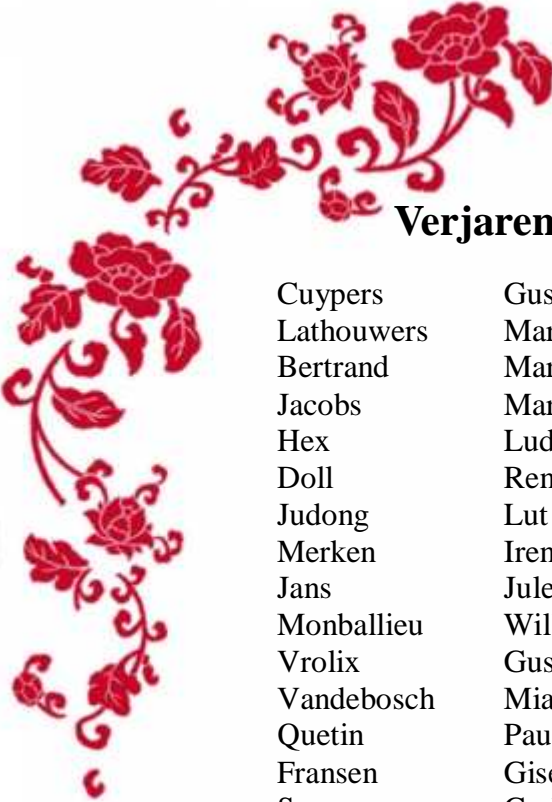 Verjaren
Cuypers Gus
Lathouwers Mar
Bertrand Mar
Jacobs Mar
Hex Lud
Doll Ren
Judong Lut
Merken Iren
Jans Jule
Monballieu Wil
Vrolix Gus
Vandebosch Mia
Quetin Pau
Fransen Gise